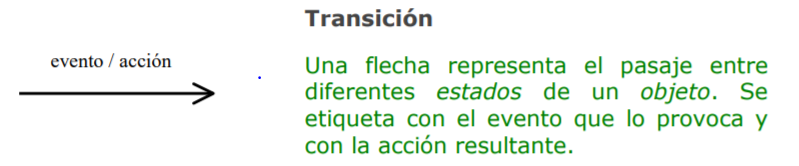 evento / acción
Transición
Una flecha representa el pasaje entre
diferentes estados de un objeto. Se
etiqueta con el evento que lo provoca y
con la acción resultante.